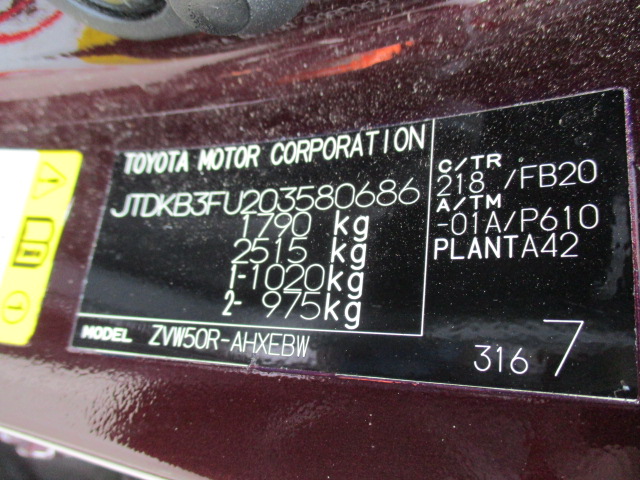 TOYOTA MOTOR CORPORATION
JTDKB3FU203580686
1790 kg
2515 kg
1-1020kg
2- 975kg
MODEL ZVW50R-AHXEBW
C/TR
218 /FB20
A/TM
-01A/P610
PLANTA42
316 7